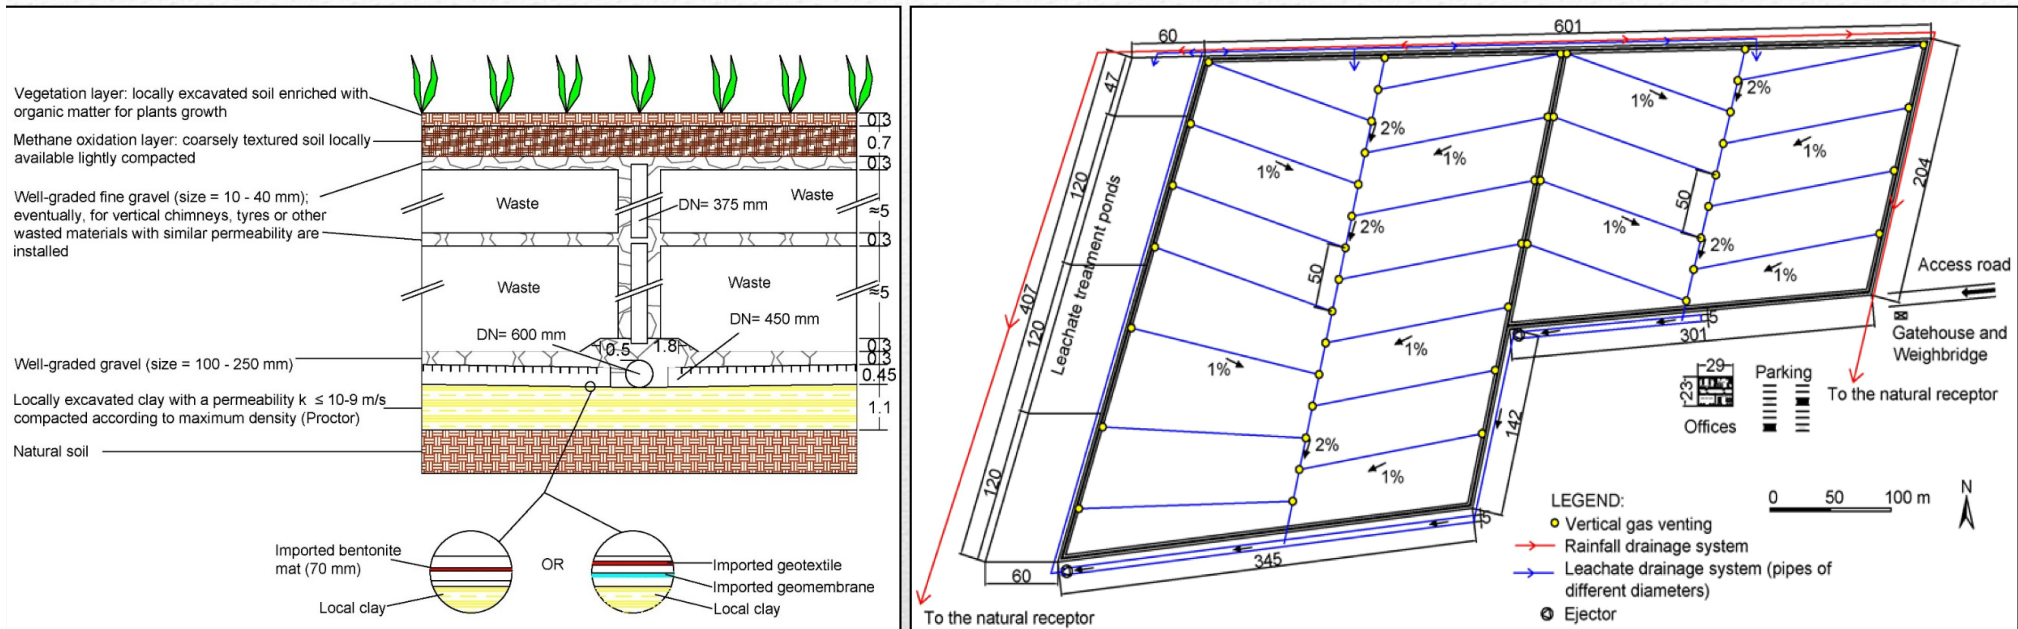 Vegetation layer: locally excavated soil enriched with
organic matter for plants growth
Methane oxidation layer: coarsely textured soil locally
available lightly compacted
Well-graded fine gravel (size = 10 - 40 mm);
eventually, for vertical chimneys, tyres or other
wasted materials with similar permeability are
installed
Well-graded gravel (size = 100 - 250 mm)
Locally excavated clay with a permeability k ≤ 10-9 m/s
compacted according to maximum density (Proctor)
Natural soil
Waste
Waste
DN= 375 mm
Waste
Waste
DN= 600 mm
DN= 450 mm
0.5
1.8
0.3
0.7
0.3
≈5
0.3
≈5
0.3
0.3
0.45
1.1
Imported bentonite
mat (70 mm)
Local clay
OR
Imported geotextile
Imported geomembrane
Local clay
60
601
47
120
407
120
120
60
Leachate treatment ponds
2%
1%
1%
2%
50
1%
1%
2%
1%
345
5
142
1%
2%
1%
50
1%
2%
1%
204
5
301
Access road
Gatehouse and
Weighbridge
29
23
Offices
Parking
To the natural receptor
To the natural receptor
LEGEND:
Vertical gas venting
Rainfall drainage system
Leachate drainage system (pipes of
different diameters)
Ejector
0 50 100 m
N